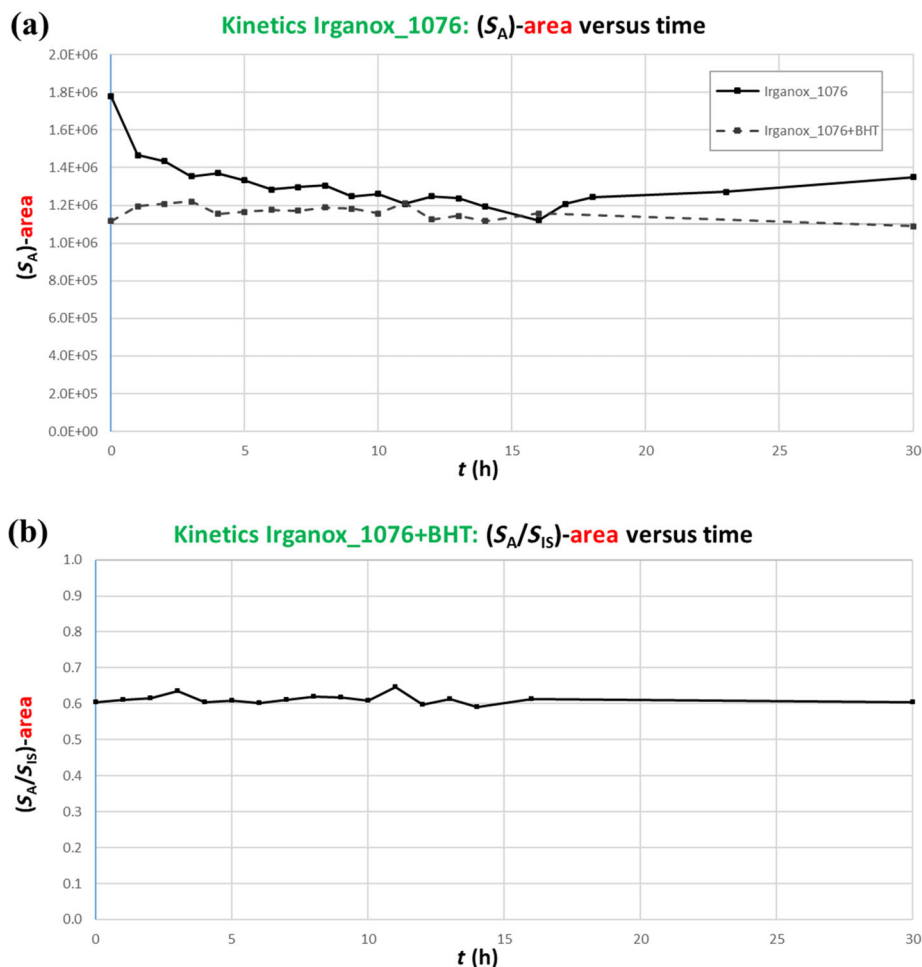 (a)
Kinetics Irganox_1076: (SA)-area versus time
2.0E+06
1.8E+06
1.6E+06
1.4E+06
1.2E+06
1.0E+06
8.0E+05
6.0E+05
4.0E+05
2.0E+05
0.0E+00
(SA)-area
Irganox_1076
Irganox_1076+BHT
0 5 10 15 20 25 30
t (h)
(b)
Kinetics Irganox_1076+BHT: (SA/SIS)-area versus time
1.0
0.9
0.8
0.7
0.6
0.5
0.4
0.3
0.2
0.1
0.0
(SA/SIS)-area
0 5 10 15 20 25 30
t (h)